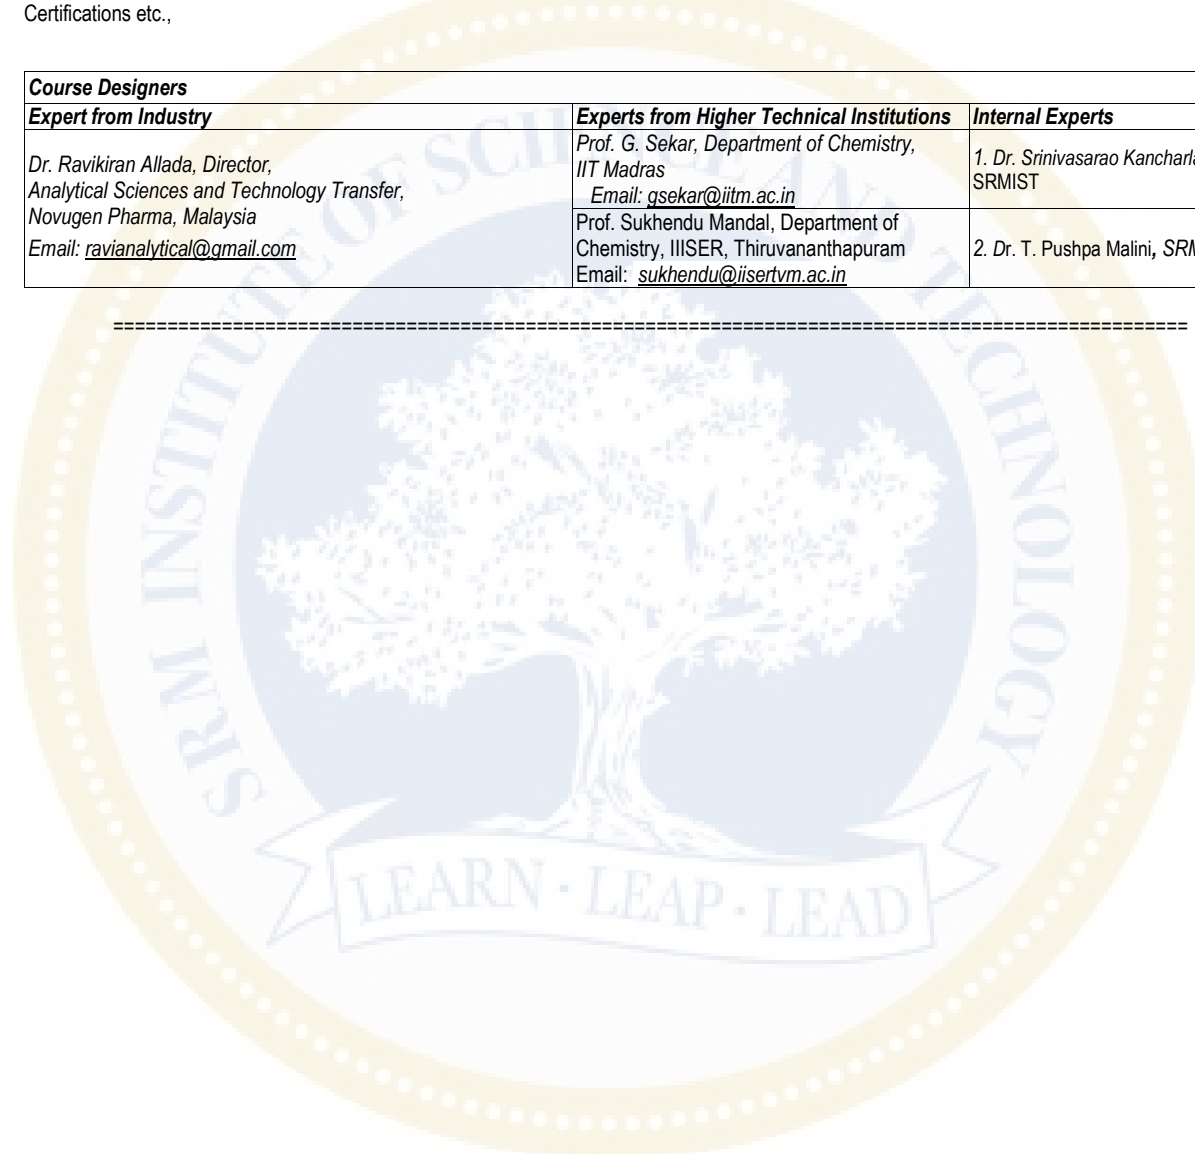 Certifications etc.,
Course Designers
Expert from Industry
Experts from Higher Technical Institutions
Internal Experts
Dr. Ravikiran Allada, Director,
Analytical Sciences and Technology Transfer,
Novugen Pharma, Malaysia
Email: ravianalytical@gmail.com
Prof. G. Sekar, Department of Chemistry,
IIT Madras
Email: gsekar@iitm.ac.in
1. Dr. Srinivasarao Kancharla
SRMIST
Prof. Sukhendu Mandal, Department of
Chemistry, IIISER, Thiruvananthapuram
Email: sukhendu@iisertvm.ac.in
2. Dr. T. Pushpa Malini, SRM
SRM INSTITUTE OF SCIENCE AND TECHNOLOGY
LEARN · LEAP · LEAD